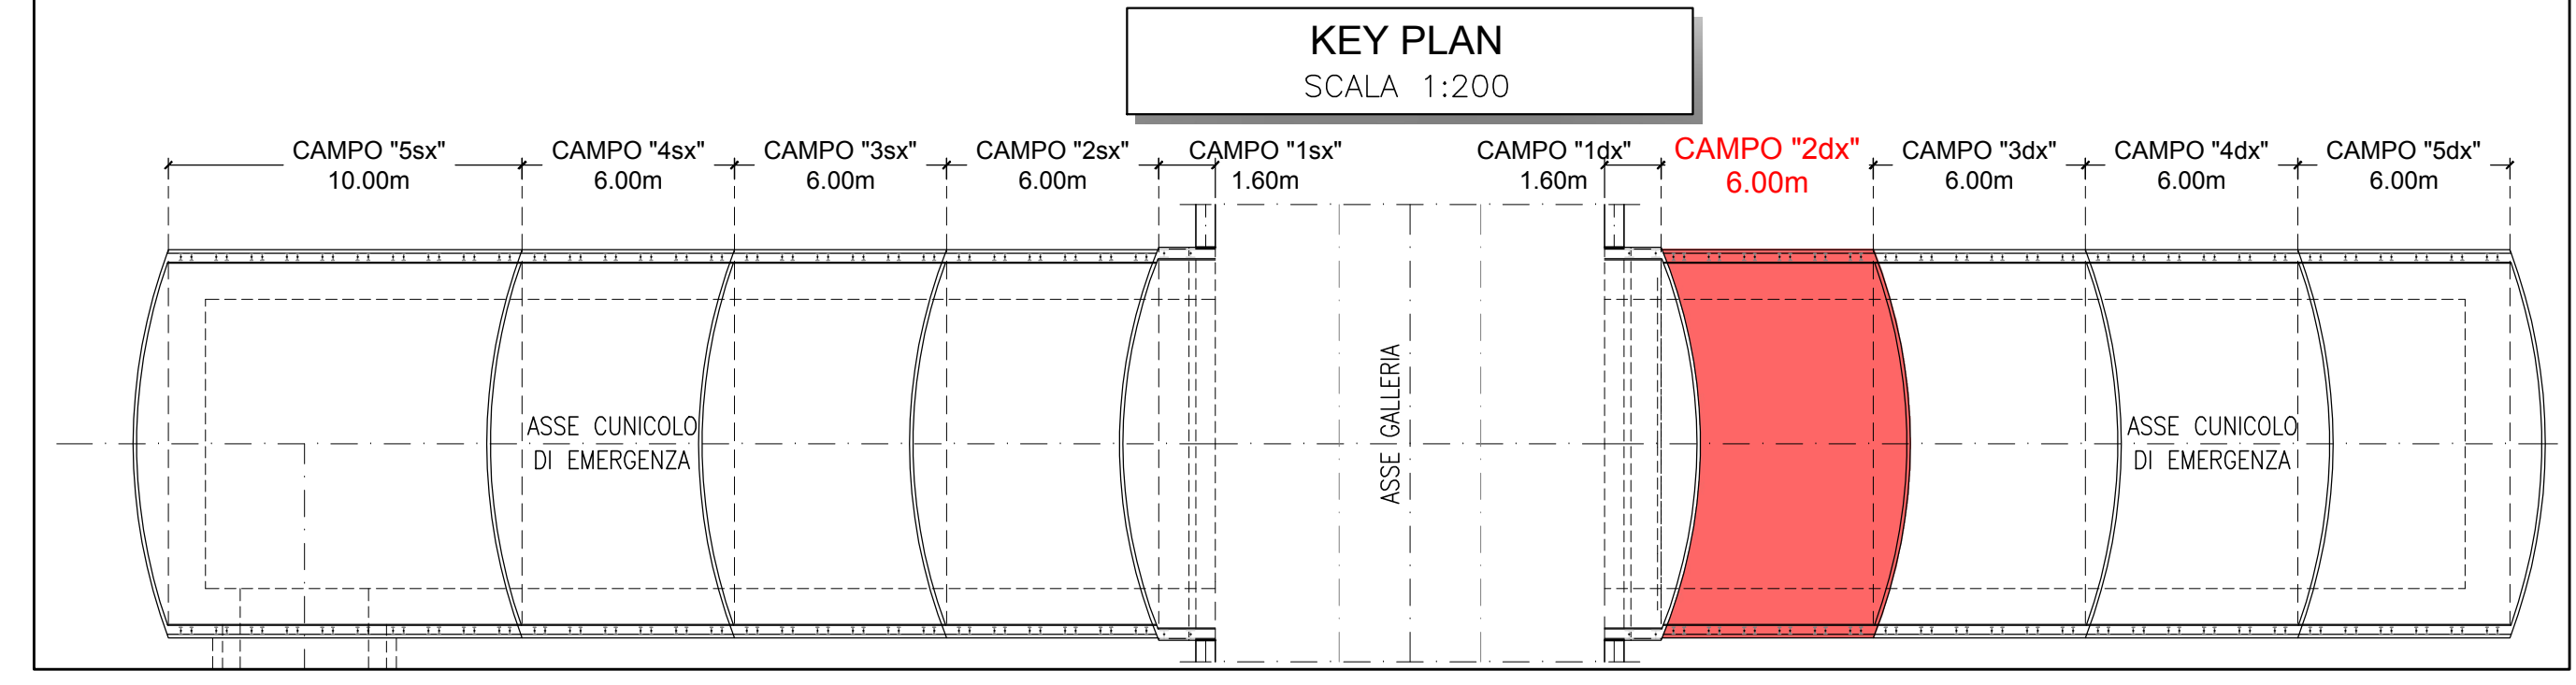 KEY PLAN
SCALA 1:200
CAMPO "5sx"
10.00m
CAMPO "4sx"
6.00m
CAMPO "3sx"
6.00m
CAMPO "2sx"
6.00m
CAMPO "1sx"
1.60m
CAMPO "1dx"
1.60m
CAMPO "2dx"
6.00m
CAMPO "3dx"
6.00m
CAMPO "4dx"
6.00m
CAMPO "5dx"
6.00m
ASSE CUNICOLO
DI EMERGENZA
ASSE GALLERIA
ASSE CUNICOLO
DI EMERGENZA